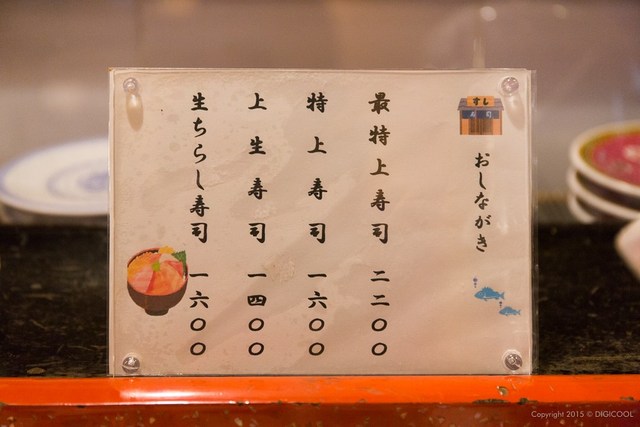 すし
寿司
おしながき
最特上寿司 二二〇〇
特上寿司 一六〇〇
上生寿司 一四〇〇
生ちらし寿司 一六〇〇
Copyright 2015 © DIGICOOL